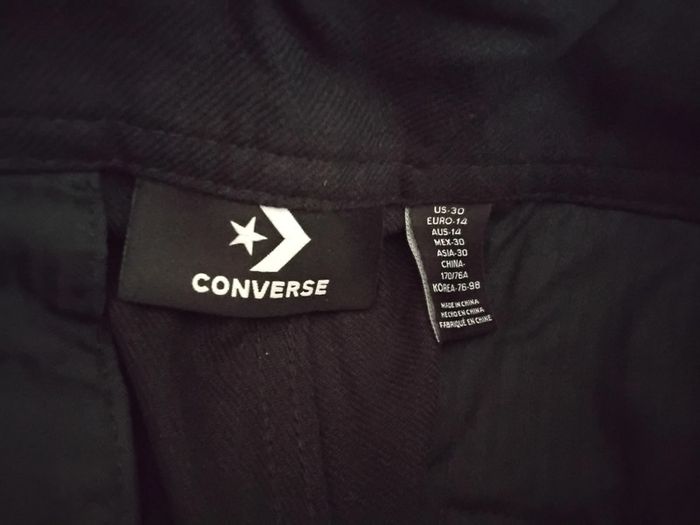 CONVERSE
US-30
EURO-14
AUS-14
MEX-30
ASIA-30
CHINA-
170/76A
KOREA-76-98
MADE IN CHINA
HECHO EN CHINA
FABRIQUÉ EN CHINE